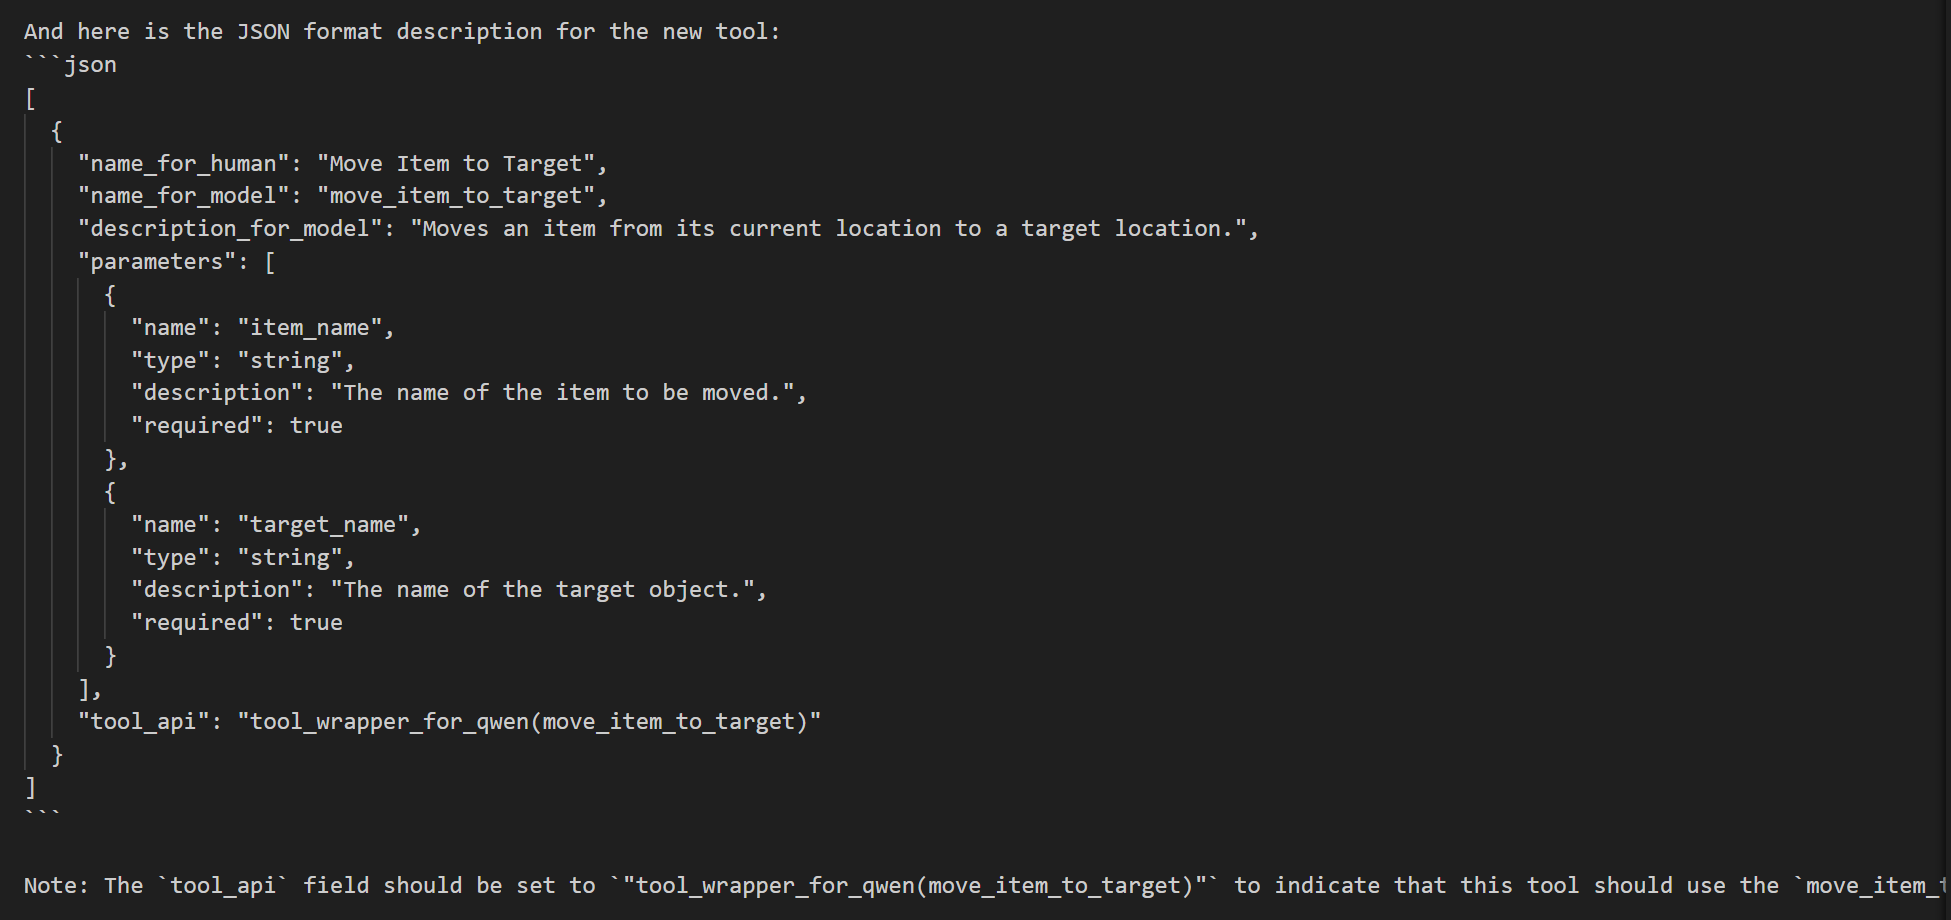 And here is the JSON format description for the new tool:
```json
[
  {
    "name_for_human": "Move Item to Target",
    "name_for_model": "move_item_to_target",
    "description_for_model": "Moves an item from its current location to a target location.",
    "parameters": [
      {
        "name": "item_name",
        "type": "string",
        "description": "The name of the item to be moved.",
        "required": true
      },
      {
        "name": "target_name",
        "type": "string",
        "description": "The name of the target object.",
        "required": true
      }
    ],
    "tool_api": "tool_wrapper_for_qwen(move_item_to_target)"
  }
]
```
Note: The `tool_api` field should be set to `"tool_wrapper_for_qwen(move_item_to_target)"` to indicate that this tool should use the `move_item_t